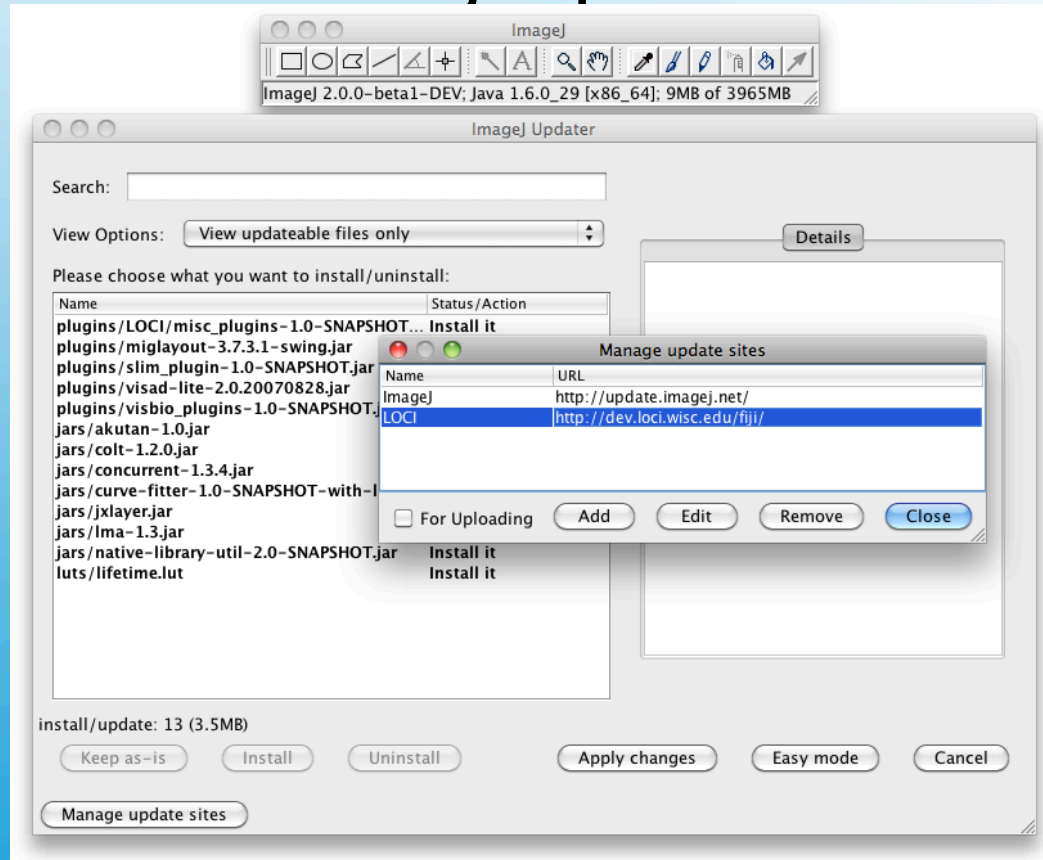 ImageJ
A
ImageJ 2.0.0-beta1-DEV; Java 1.6.0_29 [x86_64]; 9MB of 3965MB
ImageJ Updater
Search:
View Options: View updateable files only
Details
Please choose what you want to install/uninstall:
Name Status/Action
plugins/LOCI/misc_plugins-1.0-SNAPSHOT... Install it
plugins/miglayout-3.7.3.1-swing.jar
plugins/slim_plugin-1.0-SNAPSHOT.jar
plugins/visad-lite-2.0.20070828.jar
plugins/visbio_plugins-1.0-SNAPSHOT.j
jars/akutan-1.0.jar
jars/colt-1.2.0.jar
jars/concurrent-1.3.4.jar
jars/curve-fitter-1.0-SNAPSHOT-with-l
jars/jxlayer.jar
jars/lma-1.3.jar
jars/native-library-util-2.0-SNAPSHOT.jar Install it
luts/lifetime.lut Install it
Manage update sites
Name URL
ImageJ http://update.imagej.net/
LOCI http://dev.loci.wisc.edu/fiji/
For Uploading Add Edit Remove Close
install/update: 13 (3.5MB)
Keep as-is Install Uninstall Apply changes Easy mode Cancel
Manage update sites